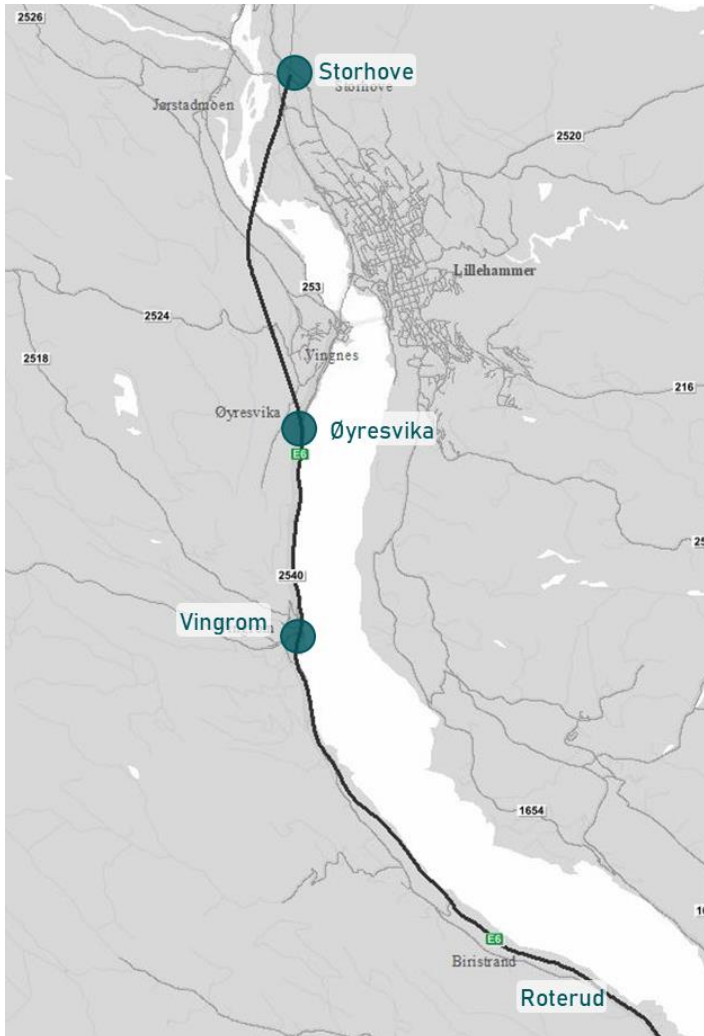 2526
Storhove
Storhove
Jørstadmoen
2520
Lillehammer
253
2524
Vingnes
2518
216
Øyresvika
Øyresvika
E6
2540
Vingrom
1654
E6
Biristrand
Roterud